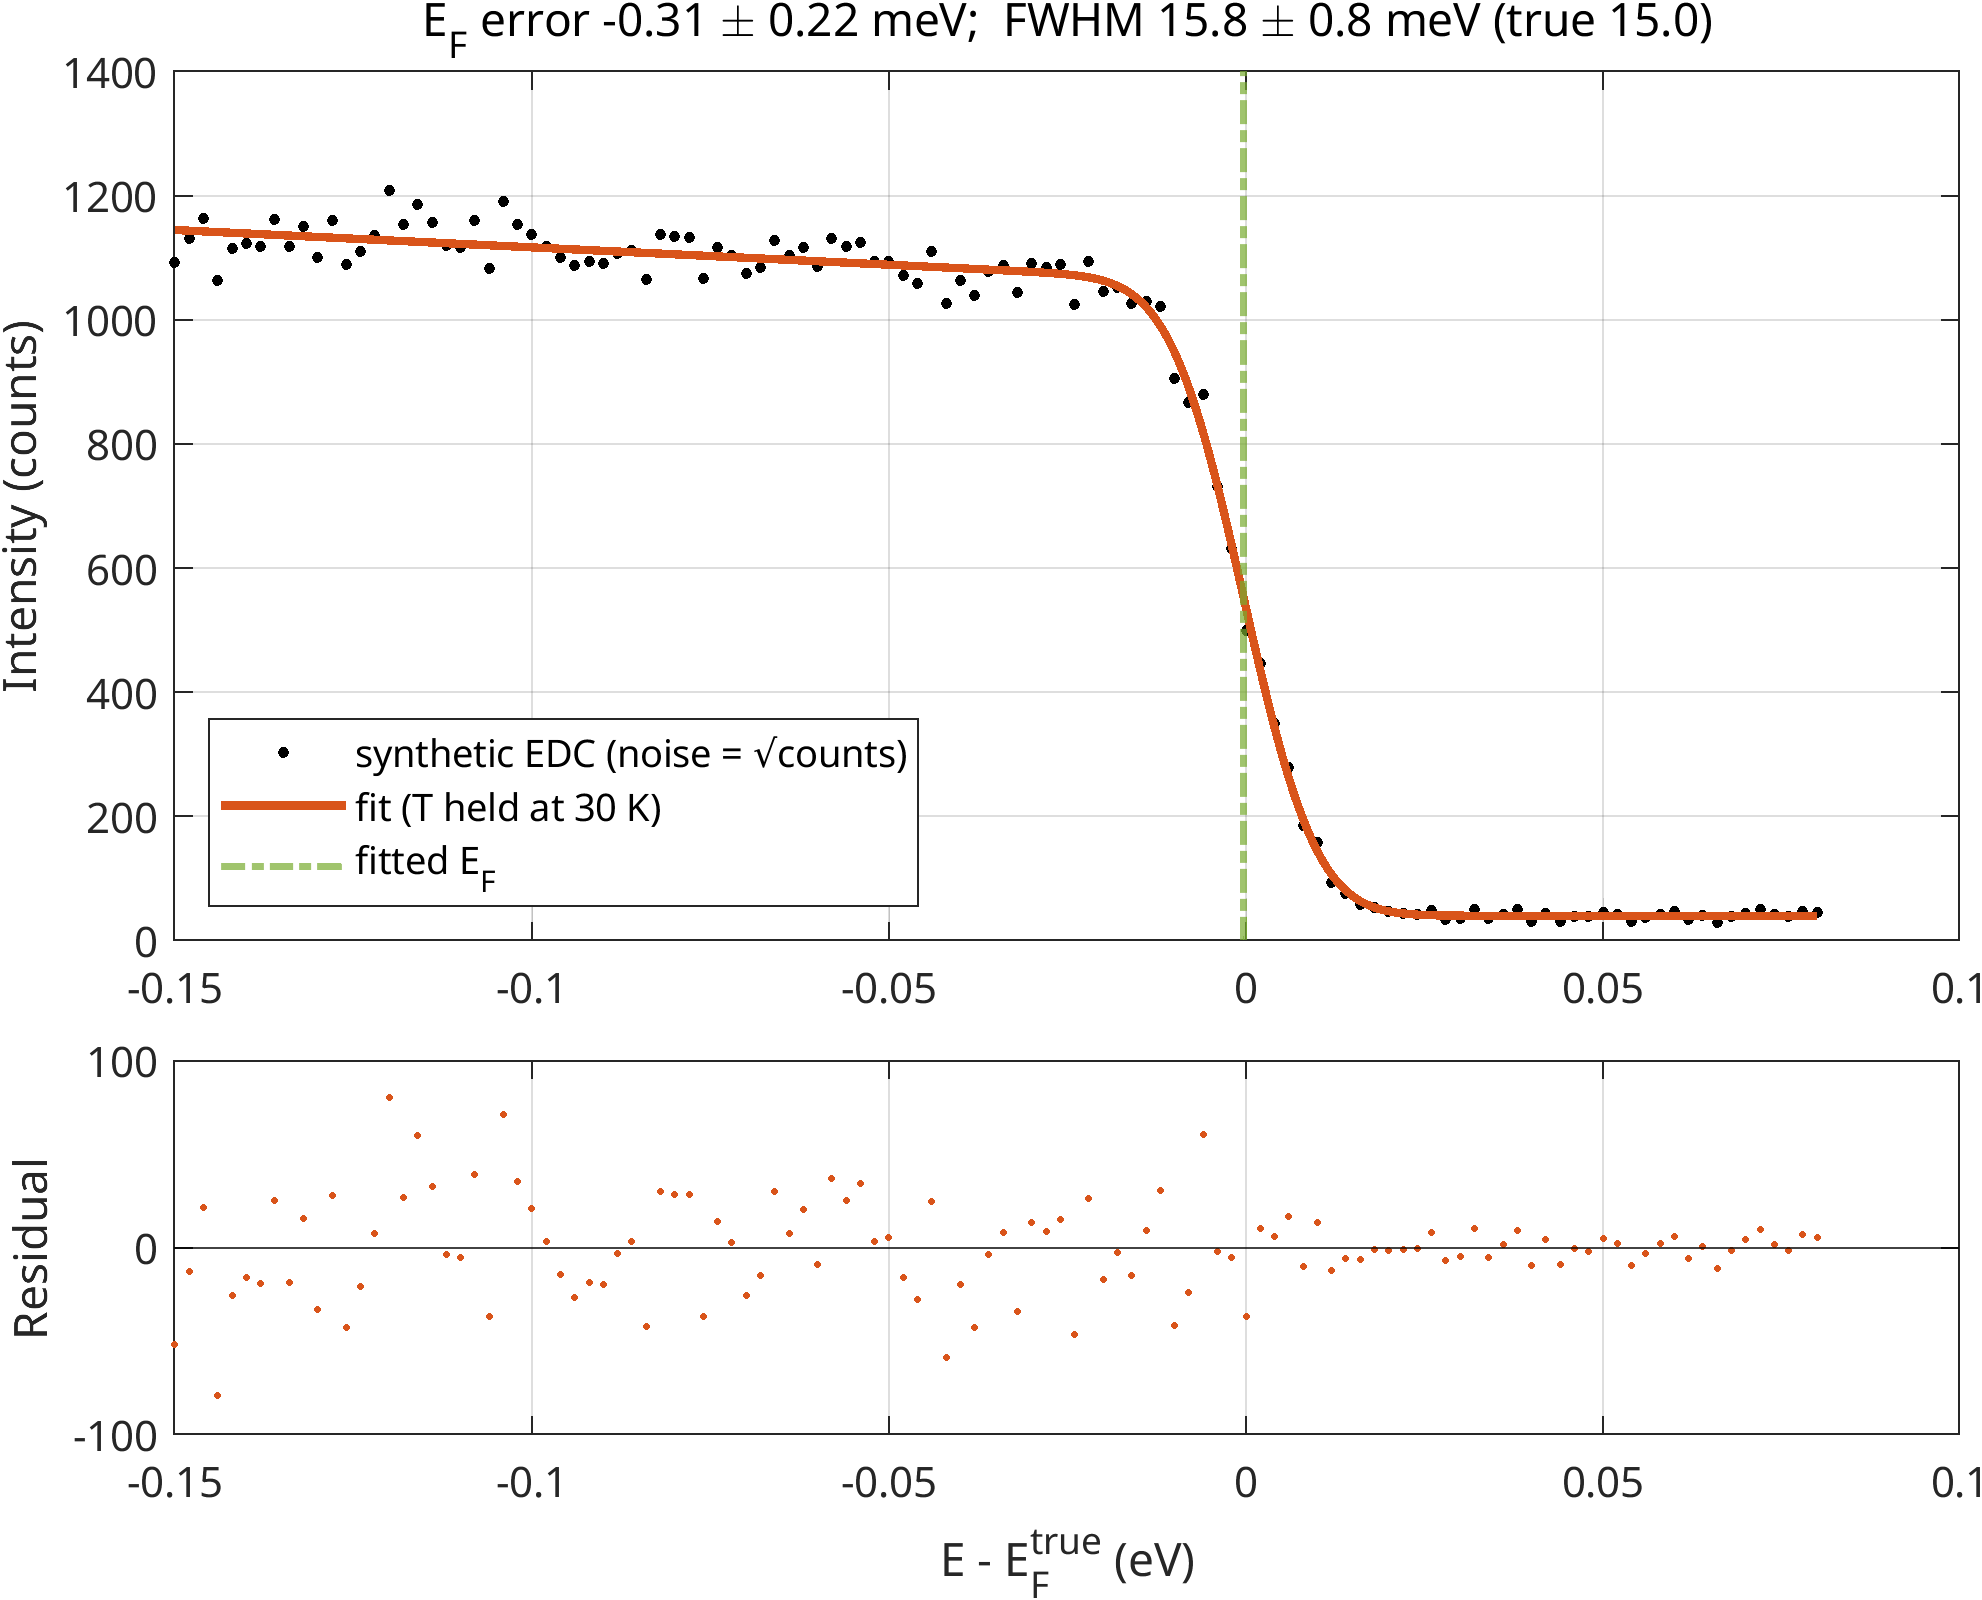 E_F error -0.31 ± 0.22 meV; FWHM 15.8 ± 0.8 meV (true 15.0)
1400
1200
1000
800
600
400
200
0
Intensity (counts)
synthetic EDC (noise = √counts)
fit (T held at 30 K)
fitted E_F
-0.15 -0.1 -0.05 0 0.05 0.1
100
0
-100
Residual
-0.15 -0.1 -0.05 0 0.05 0.1
E - E_F^true (eV)